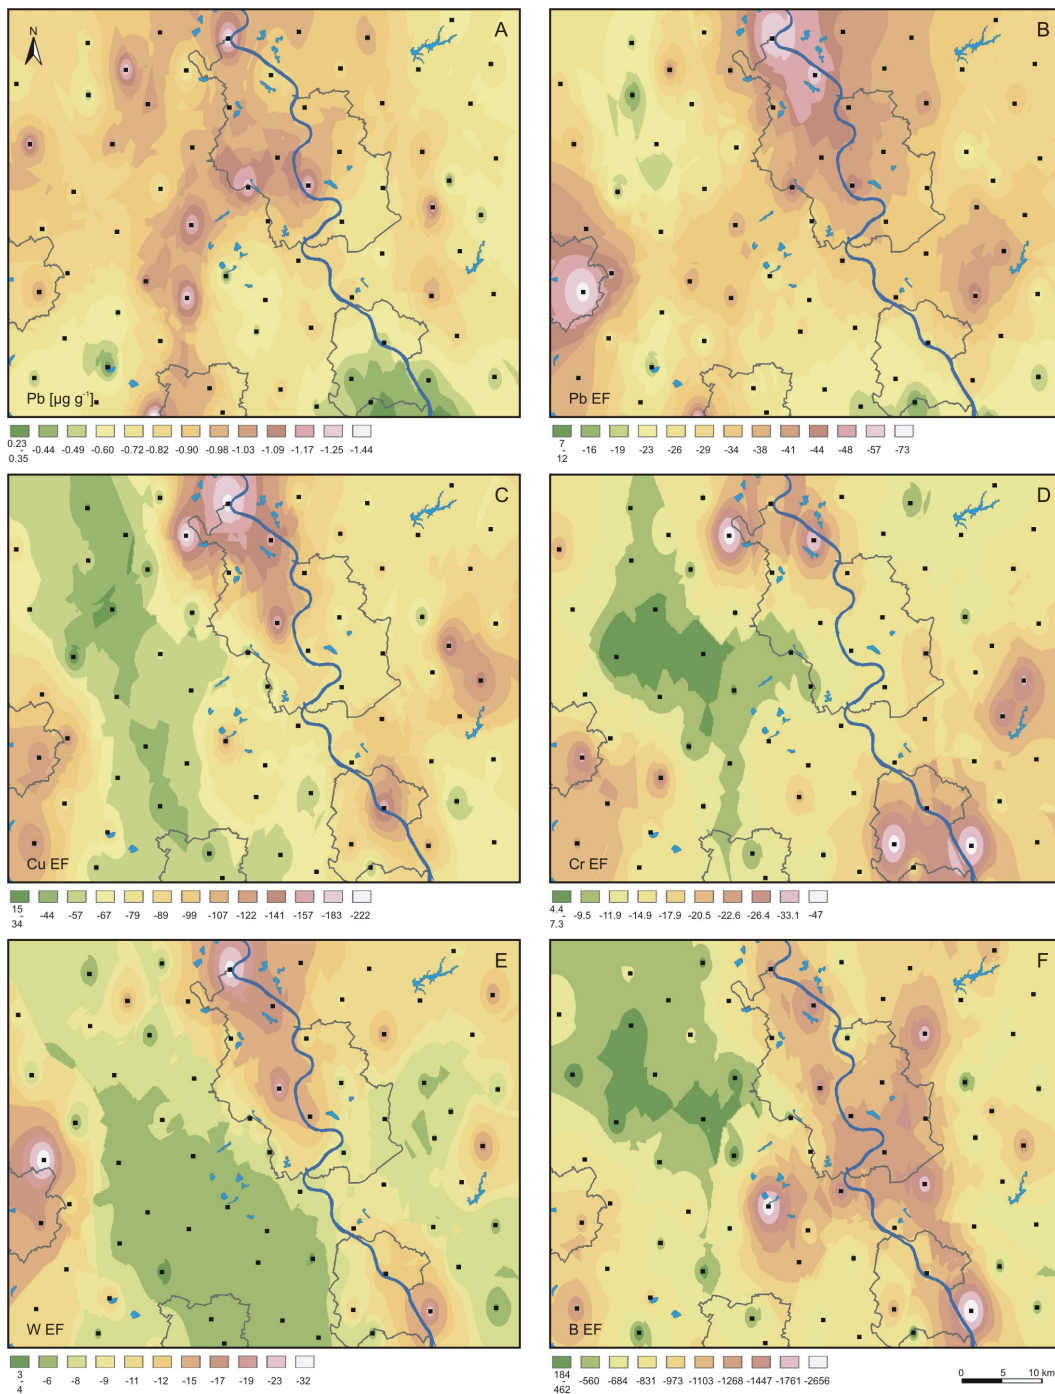 N
A
Pb [µg g⁻¹]
0.23 - 0.35 -0.44 -0.49 -0.60 -0.72 -0.82 -0.90 -0.98 -1.03 -1.09 -1.17 -1.25 -1.44
B
Pb EF
7 - 12 -16 -19 -23 -26 -29 -34 -38 -41 -44 -48 -57 -73
C
Cu EF
15 - 34 -44 -57 -67 -79 -89 -99 -107 -122 -141 -157 -183 -222
D
Cr EF
4.4 - 7.3 -9.5 -11.9 -14.9 -17.9 -20.5 -22.6 -26.4 -33.1 -47
E
W EF
3 - 4 -6 -8 -9 -11 -12 -15 -17 -19 -23 -32
F
B EF
184 - 462 -560 -684 -831 -973 -1103 -1268 -1447 -1761 -2656
0 5 10 km